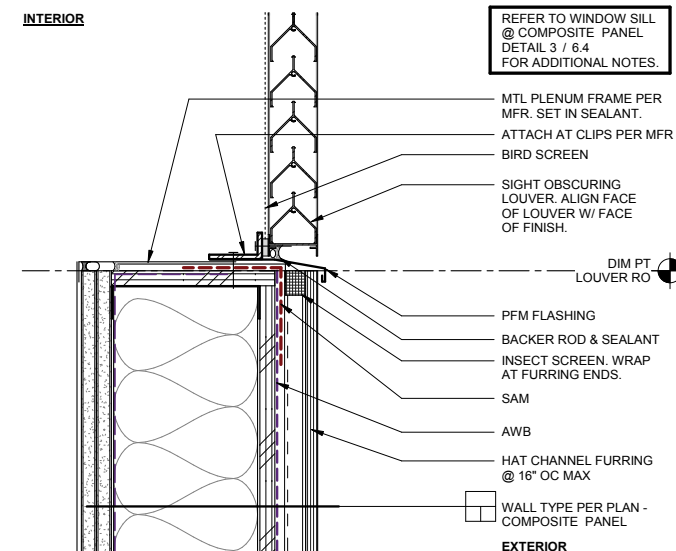 INTERIOR
REFER TO WINDOW SILL
@ COMPOSITE PANEL
DETAIL 3 / 6.4
FOR ADDITIONAL NOTES.
MTL PLENUM FRAME PER
MFR. SET IN SEALANT.
ATTACH AT CLIPS PER MFR
BIRD SCREEN
SIGHT OBSCURING
LOUVER. ALIGN FACE
OF LOUVER W/ FACE
OF FINISH.
DIM PT
LOUVER RO
PFM FLASHING
BACKER ROD & SEALANT
INSECT SCREEN. WRAP
AT FURRING ENDS.
SAM
AWB
HAT CHANNEL FURRING
@ 16" OC MAX
WALL TYPE PER PLAN -
COMPOSITE PANEL
EXTERIOR